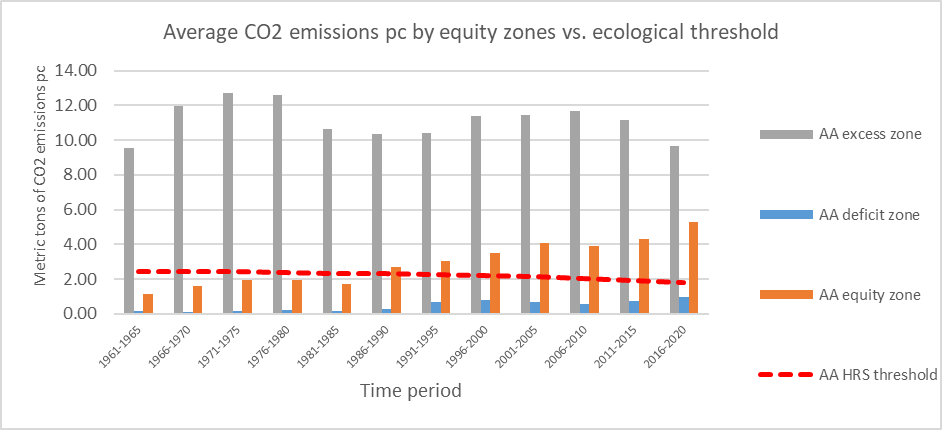 Average CO2 emissions pc by equity zones vs. ecological threshold
Metric tons of CO2 emissions pc
14.00
12.00
10.00
8.00
6.00
4.00
2.00
0.00
1961-1965
1966-1970
1971-1975
1976-1980
1981-1985
1986-1990
1991-1995
1996-2000
2001-2005
2006-2010
2011-2015
2016-2020
Time period
AA excess zone
AA deficit zone
AA equity zone
AA HRS threshold